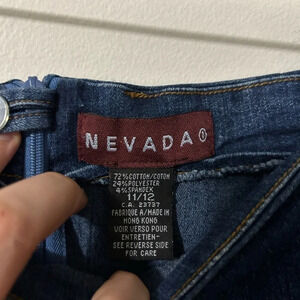 NEVADA
72% COTTON/COTON
24% POLYESTER
4% SPANDEX
11/12
C.A. 23737
FABRIQUE A/MADE IN
HONG KONG
VOIR VERSO POUR
ENTRETIEN-
SEE REVERSE SIDE
FOR CARE